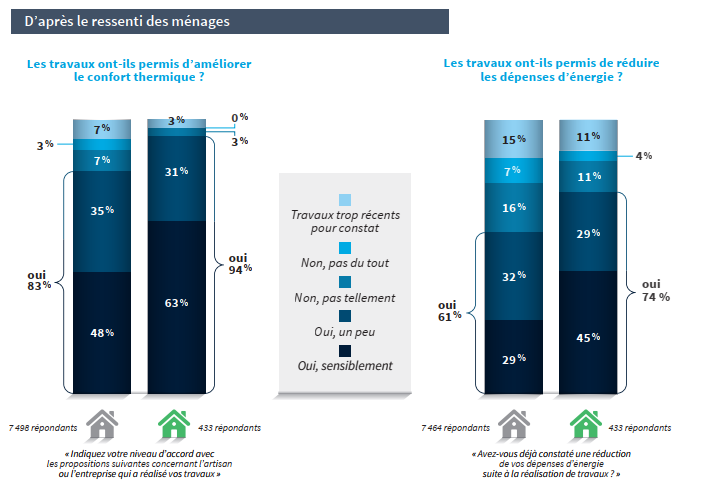 D'après le ressenti des ménages
Les travaux ont-ils permis d'améliorer
le confort thermique ?
7%
3%
7%
35%
48%
oui
83%
3%
0%
3%
31%
63%
oui
94%
7 498 répondants
433 répondants
« Indiquez votre niveau d'accord avec
les propositions suivantes concernant l'artisan
ou l'entreprise qui a réalisé vos travaux »
Travaux trop récents
pour constat
Non, pas du tout
Non, pas tellement
Oui, un peu
Oui, sensiblement
Les travaux ont-ils permis de réduire
les dépenses d'énergie ?
15%
7%
16%
32%
29%
oui
61%
11%
4%
11%
29%
45%
oui
74 %
7 464 répondants
433 répondants
« Avez-vous déjà constaté une réduction
de vos dépenses d'énergie
suite à la réalisation de travaux ? »